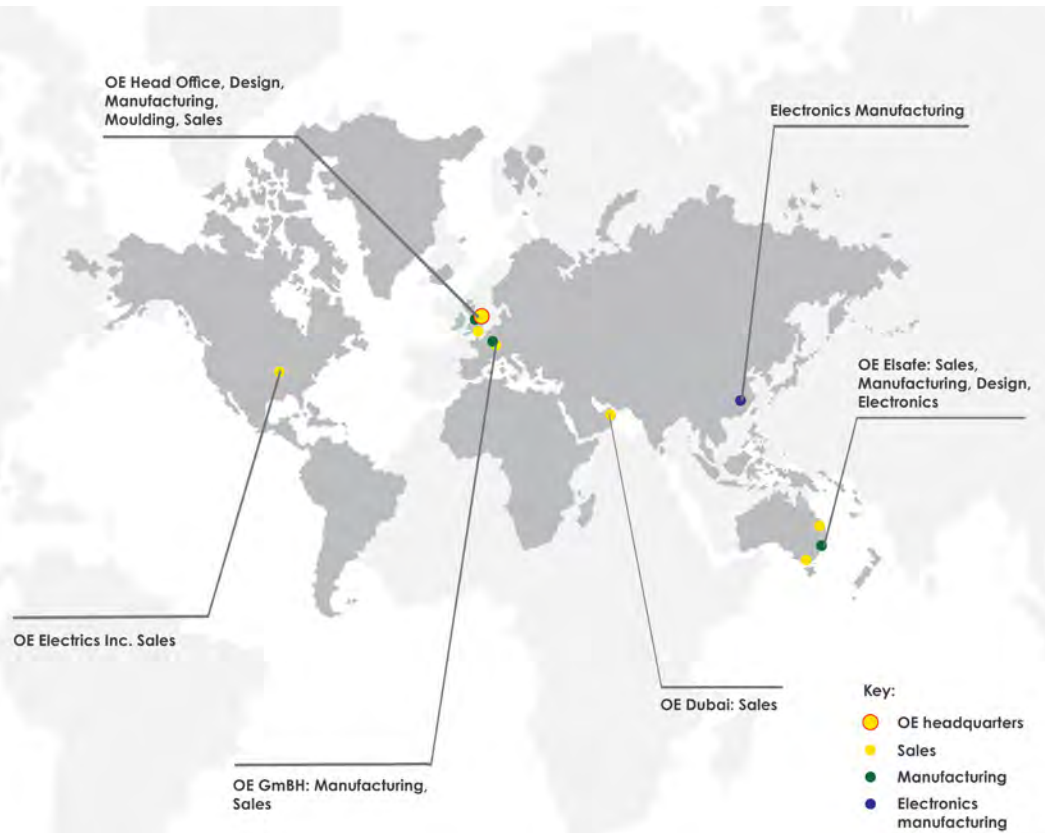 OE Head Office, Design,
Manufacturing,
Moulding, Sales
Electronics Manufacturing
OE Elsafe: Sales,
Manufacturing, Design,
Electronics
OE Electrics Inc. Sales
OE Dubai: Sales
OE GmBH: Manufacturing,
Sales
Key:
OE headquarters
Sales
Manufacturing
Electronics
manufacturing